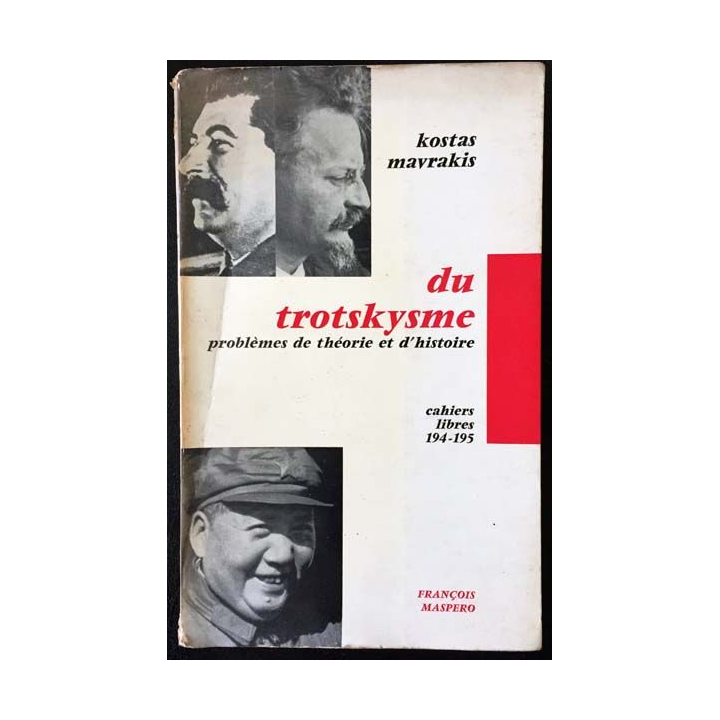 kostas
mavrakis
du
trotskysme
problèmes de théorie et d'histoire
cahiers
libres
194-195
FRANÇOIS
MASPERO